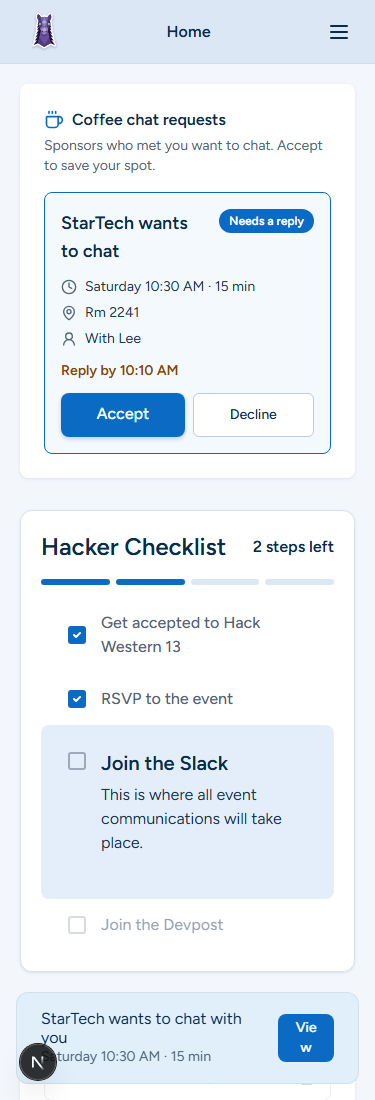 Home
Coffee chat requests
Sponsors who met you want to chat. Accept
to save your spot.
StarTech wants
to chat
Needs a reply
Saturday 10:30 AM · 15 min
Rm 2241
With Lee
Reply by 10:10 AM
Accept
Decline
Hacker Checklist
2 steps left
Get accepted to Hack
Western 13
RSVP to the event
Join the Slack
This is where all event
communications will take
place.
Join the Devpost
StarTech wants to chat with
you
Vie
w
turday 10:30 AM · 15 min
N